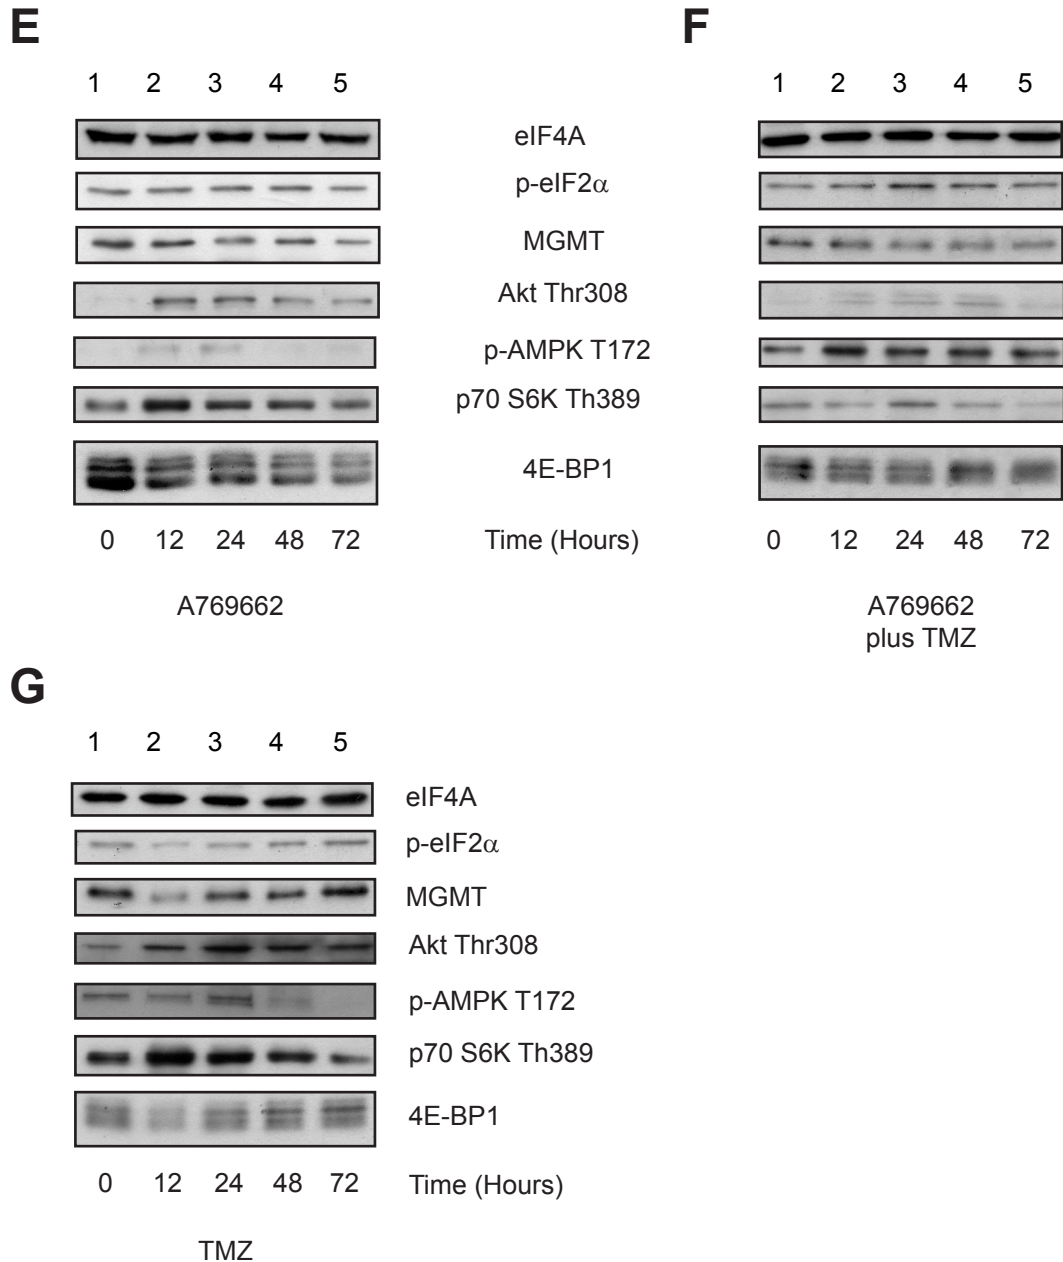 E
F
1 2 3 4 5
1 2 3 4 5
eIF4A
p-eIF2α
MGMT
Akt Thr308
p-AMPK T172
p70 S6K Th389
4E-BP1
0 12 24 48 72
Time (Hours)
0 12 24 48 72
A769662
A769662
plus TMZ
G
1 2 3 4 5
eIF4A
p-eIF2α
MGMT
Akt Thr308
p-AMPK T172
p70 S6K Th389
4E-BP1
0 12 24 48 72 Time (Hours)
TMZ